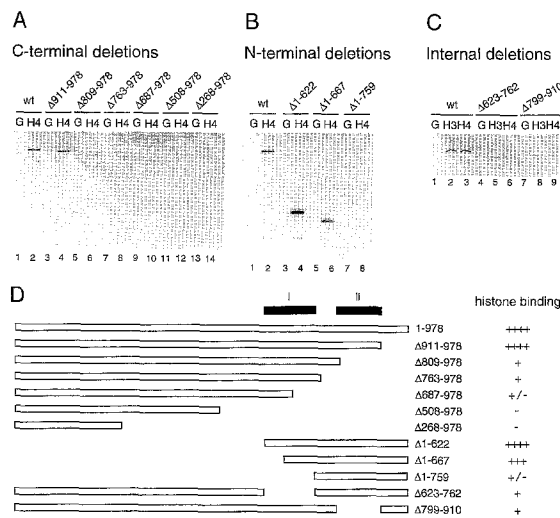 A
C-terminal deletions
wt Δ911-978 Δ809-978 Δ763-978 Δ687-978 Δ508-978 Δ268-978
G H4 G H4 G H4 G H4 G H4 G H4 G H4
1 2 3 4 5 6 7 8 9 10 11 12 13 14
B
N-terminal deletions
wt Δ1-622 Δ1-667 Δ1-759
G H4 G H4 G H4 G H4
1 2 3 4 5 6 7 8
C
Internal deletions
wt Δ623-762 Δ799-910
G H3 H4 G H3 H4 G H3 H4
1 2 3 4 5 6 7 8 9
D
I II histone binding
1-978 ++++
Δ911-978 ++++
Δ809-978 +
Δ763-978 +
Δ687-978 +/-
Δ508-978 -
Δ268-978 -
Δ1-622 ++++
Δ1-667 +++
Δ1-759 +/-
Δ623-762 +
Δ799-910 +